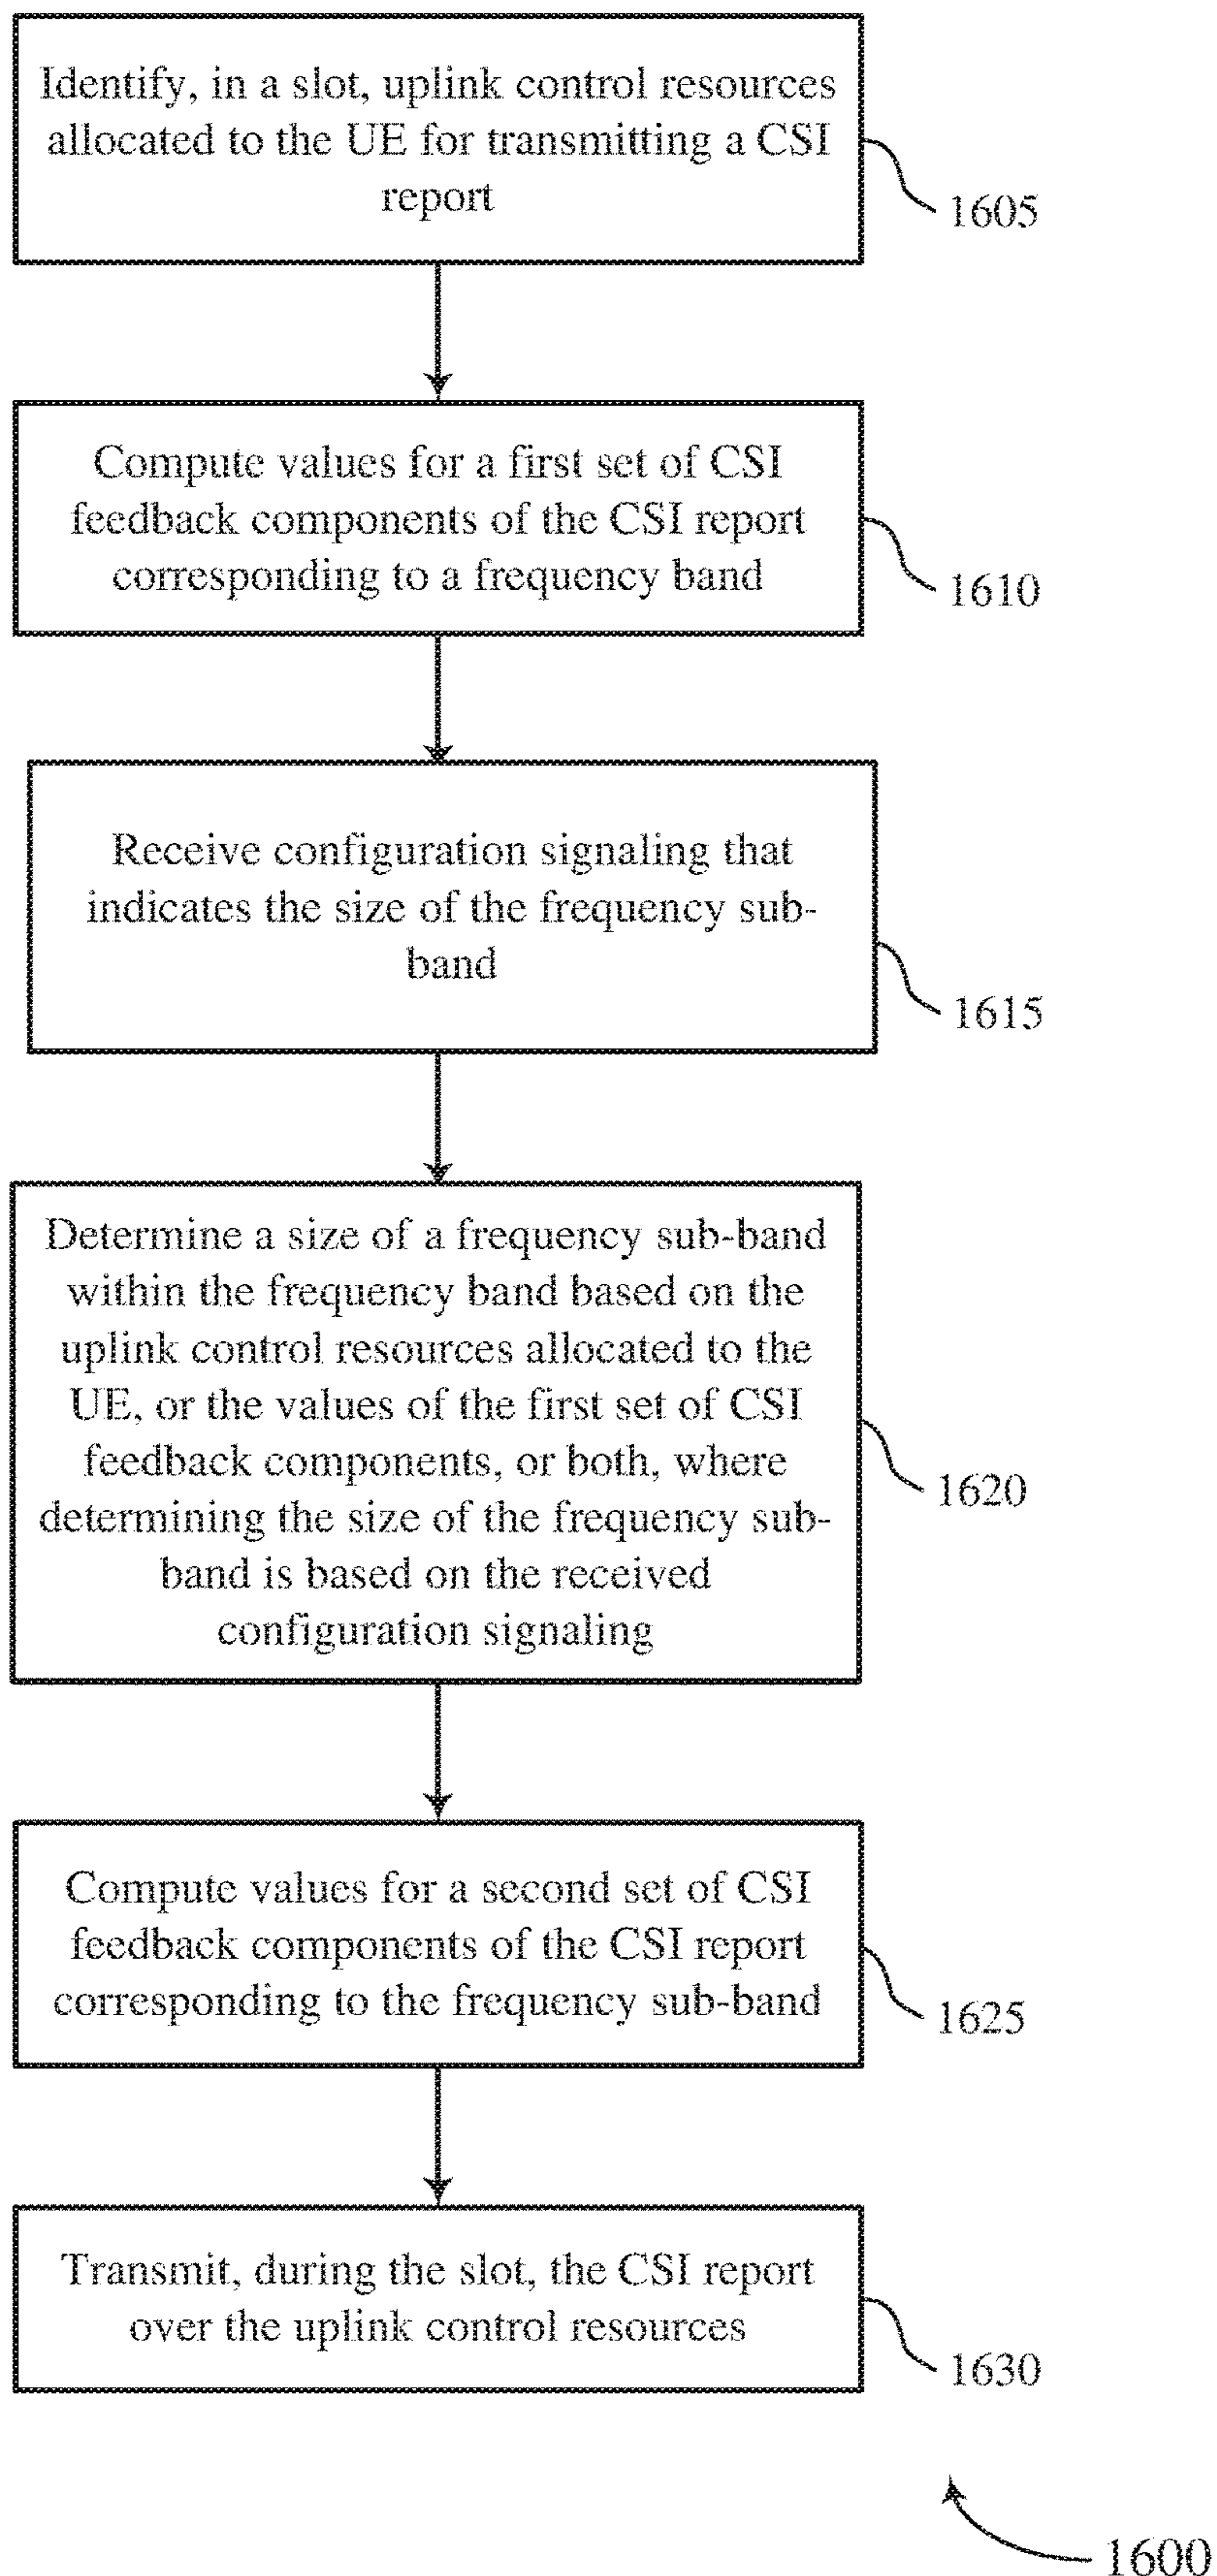 Identify, in a slot, uplink control resources
allocated to the UE for transmitting a CSI
report
1605
Compute values for a first set of CSI
feedback components of the CSI report
corresponding to a frequency band
1610
Receive configuration signaling that
indicates the size of the frequency sub-
band
1615
Determine a size of a frequency sub-band
within the frequency band based on the
uplink control resources allocated to the
UE, or the values of the first set of CSI
feedback components, or both, where
determining the size of the frequency sub-
band is based on the received
configuration signaling
1620
Compute values for a second set of CSI
feedback components of the CSI report
corresponding to the frequency sub-band
1625
Transmit, during the slot, the CSI report
over the uplink control resources
1630
1600